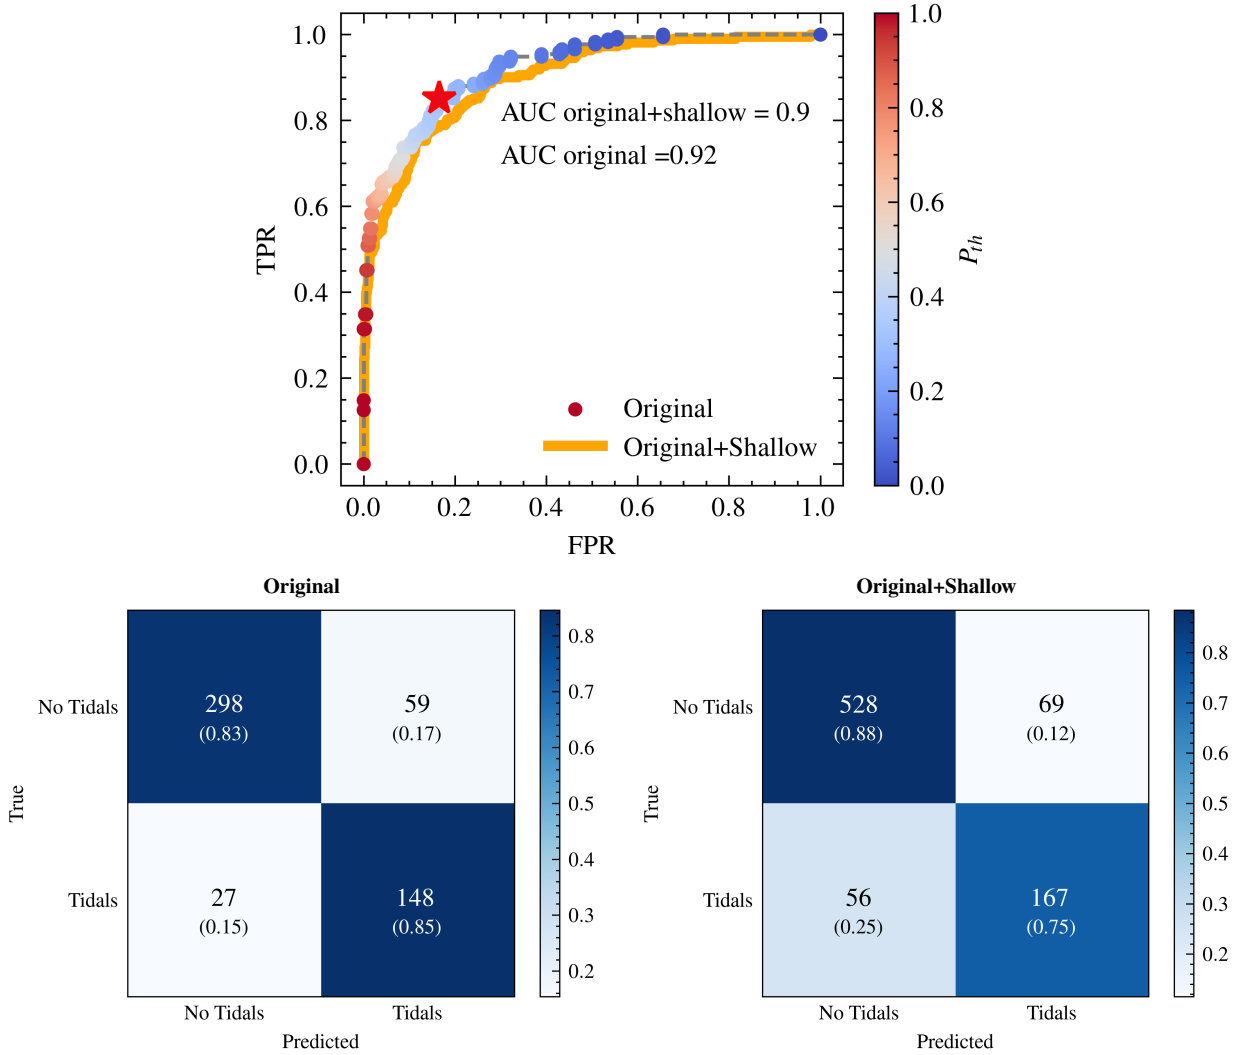 1.0
0.8
0.6
0.4
0.2
0.0
TPR
0.0 0.2 0.4 0.6 0.8 1.0
FPR
AUC original+shallow = 0.9
AUC original =0.92
Original
Original+Shallow
1.0
0.8
0.6
0.4
0.2
0.0
P_th
Original
No Tidals
298
(0.83)
59
(0.17)
Tidals
27
(0.15)
148
(0.85)
True
No Tidals Tidals
Predicted
0.8
0.7
0.6
0.5
0.4
0.3
0.2
Original+Shallow
No Tidals
528
(0.88)
69
(0.12)
Tidals
56
(0.25)
167
(0.75)
True
No Tidals Tidals
Predicted
0.8
0.7
0.6
0.5
0.4
0.3
0.2